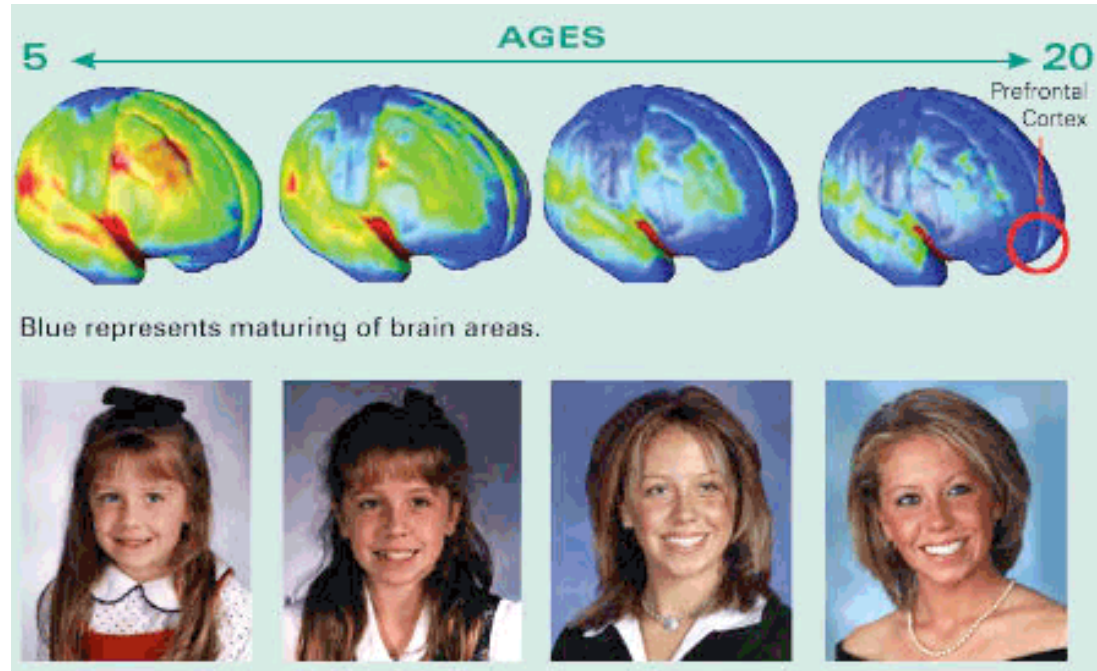 AGES
5 20
Prefrontal
Cortex
Blue represents maturing of brain areas.